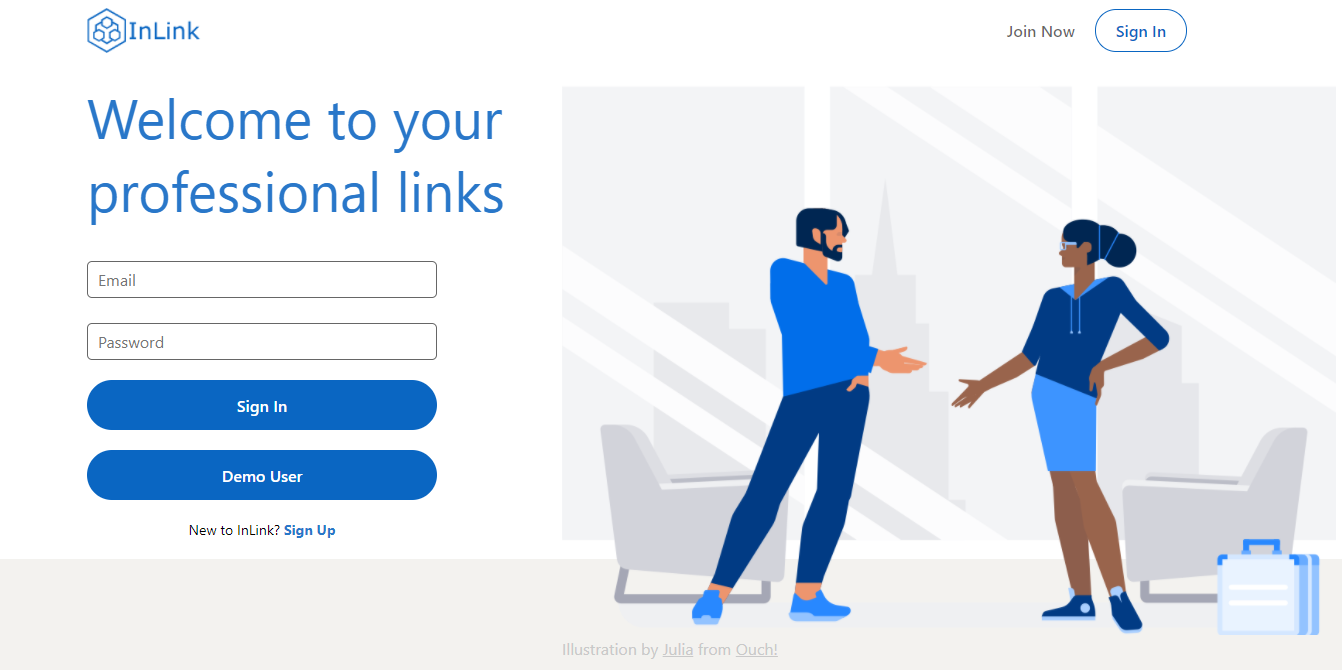 InLink
Join Now
Sign In
Welcome to your
professional links
Email
Password
Sign In
Demo User
New to InLink? Sign Up
Illustration by Julia from Ouch!